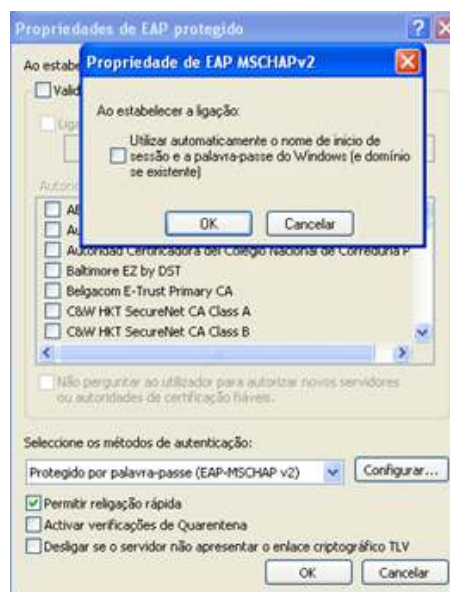 Propriedades de EAP protegido
Ao estabe
Propriedade de EAP MSCHAPv2
Valid
Ao estabelecer a ligação:
Liga
Utilizar automaticamente o nome de inicio de
sessão e a palavra-passe do Windows (e domínio
se existente)
OK
Cancelar
Autoridad Certificadora del Colegio Nacional de Correduria P
Baltimore EZ by DST
Belgacom E-Trust Primary CA
C&W HKT SecureNet CA Class A
C&W HKT SecureNet CA Class B
Não perguntar ao utilizador para autorizar novos servidores
ou autoridades de certificação fiáveis.
Seleccione os métodos de autenticação:
Protegido por palavra-passe (EAP-MSCHAP v2)
Configurar...
Permitir religação rápida
Activar verificações de Quarentena
Desligar se o servidor não apresentar o enlace criptográfico TLV
OK
Cancelar